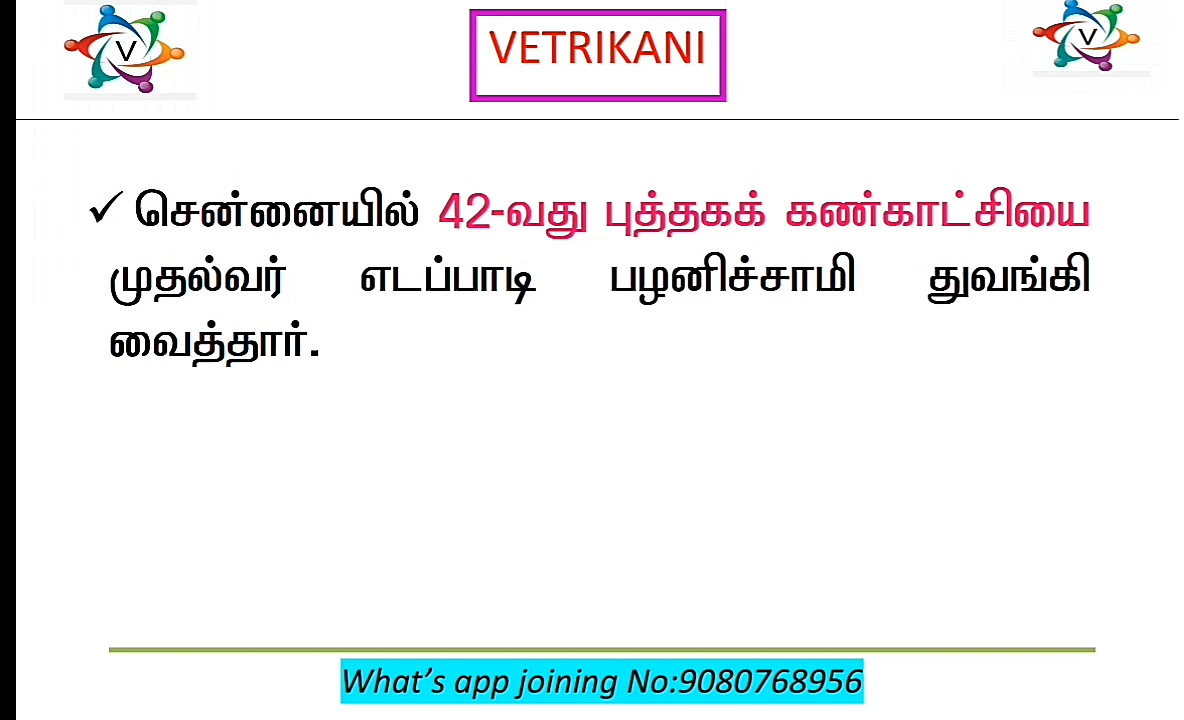 V
VETRIKANI
V
✓ சென்னையில் 42-வது புத்தகக் கண்காட்சியை
முதல்வர் எடப்பாடி பழனிச்சாமி துவங்கி
வைத்தார்.
What's app joining No:9080768956